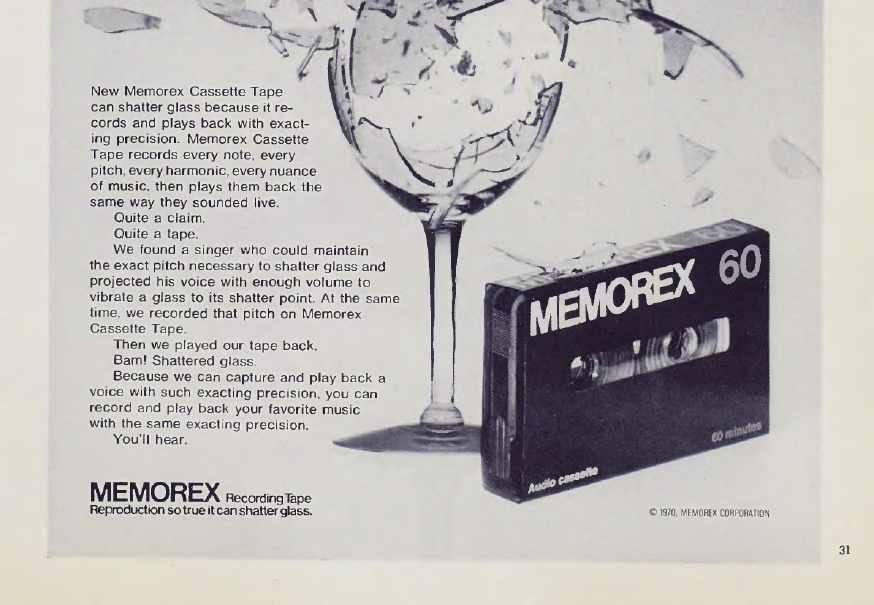 New Memorex Cassette Tape
can shatter glass because it re-
cords and plays back with exact-
ing precision. Memorex Cassette
Tape records every note, every
pitch, every harmonic, every nuance
of music, then plays them back the
same way they sounded live.
Quite a claim.
Quite a tape.
We found a singer who could maintain
the exact pitch necessary to shatter glass and
projected his voice with enough volume to
vibrate a glass to its shatter point. At the same
time, we recorded that pitch on Memorex
Cassette Tape.
Then we played our tape back.
Bam! Shattered glass.
Because we can capture and play back a
voice with such exacting precision, you can
record and play back your favorite music
with the same exacting precision.
You'll hear.
MEMOREX Recording Tape
Reproduction so true it can shatter glass.
MOREX 60
MEMOREX 60
60 minutes
Audio cassette
© 1970, MEMOREX CORPORATION
31